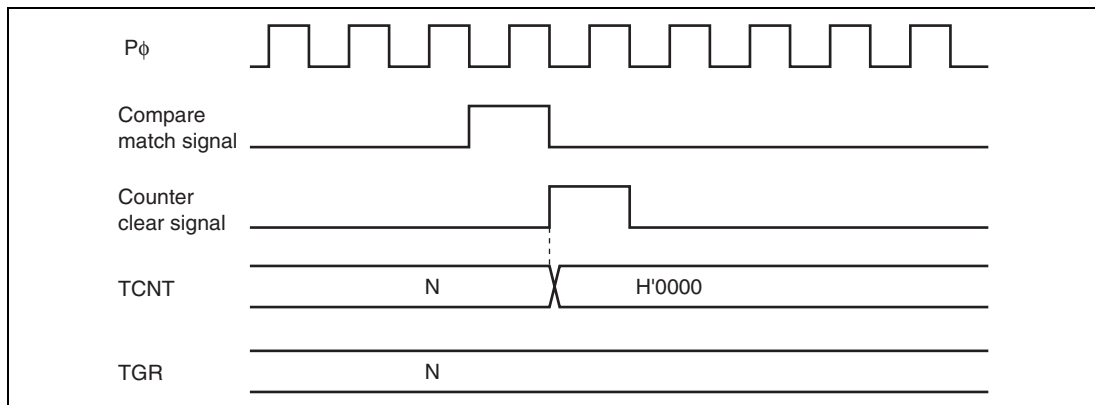 Pϕ
Compare
match signal
Counter
clear signal
TCNT
N
H'0000
TGR
N